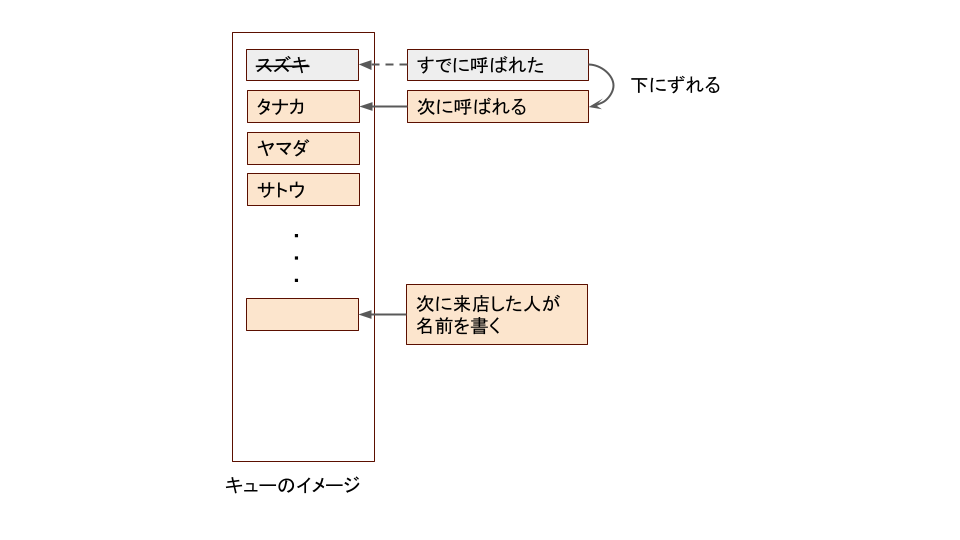 スズキ
すでに呼ばれた
下にずれる
タナカ
次に呼ばれる
ヤマダ
サトウ
・
・
・
次に来店した人が
名前を書く
キューのイメージ